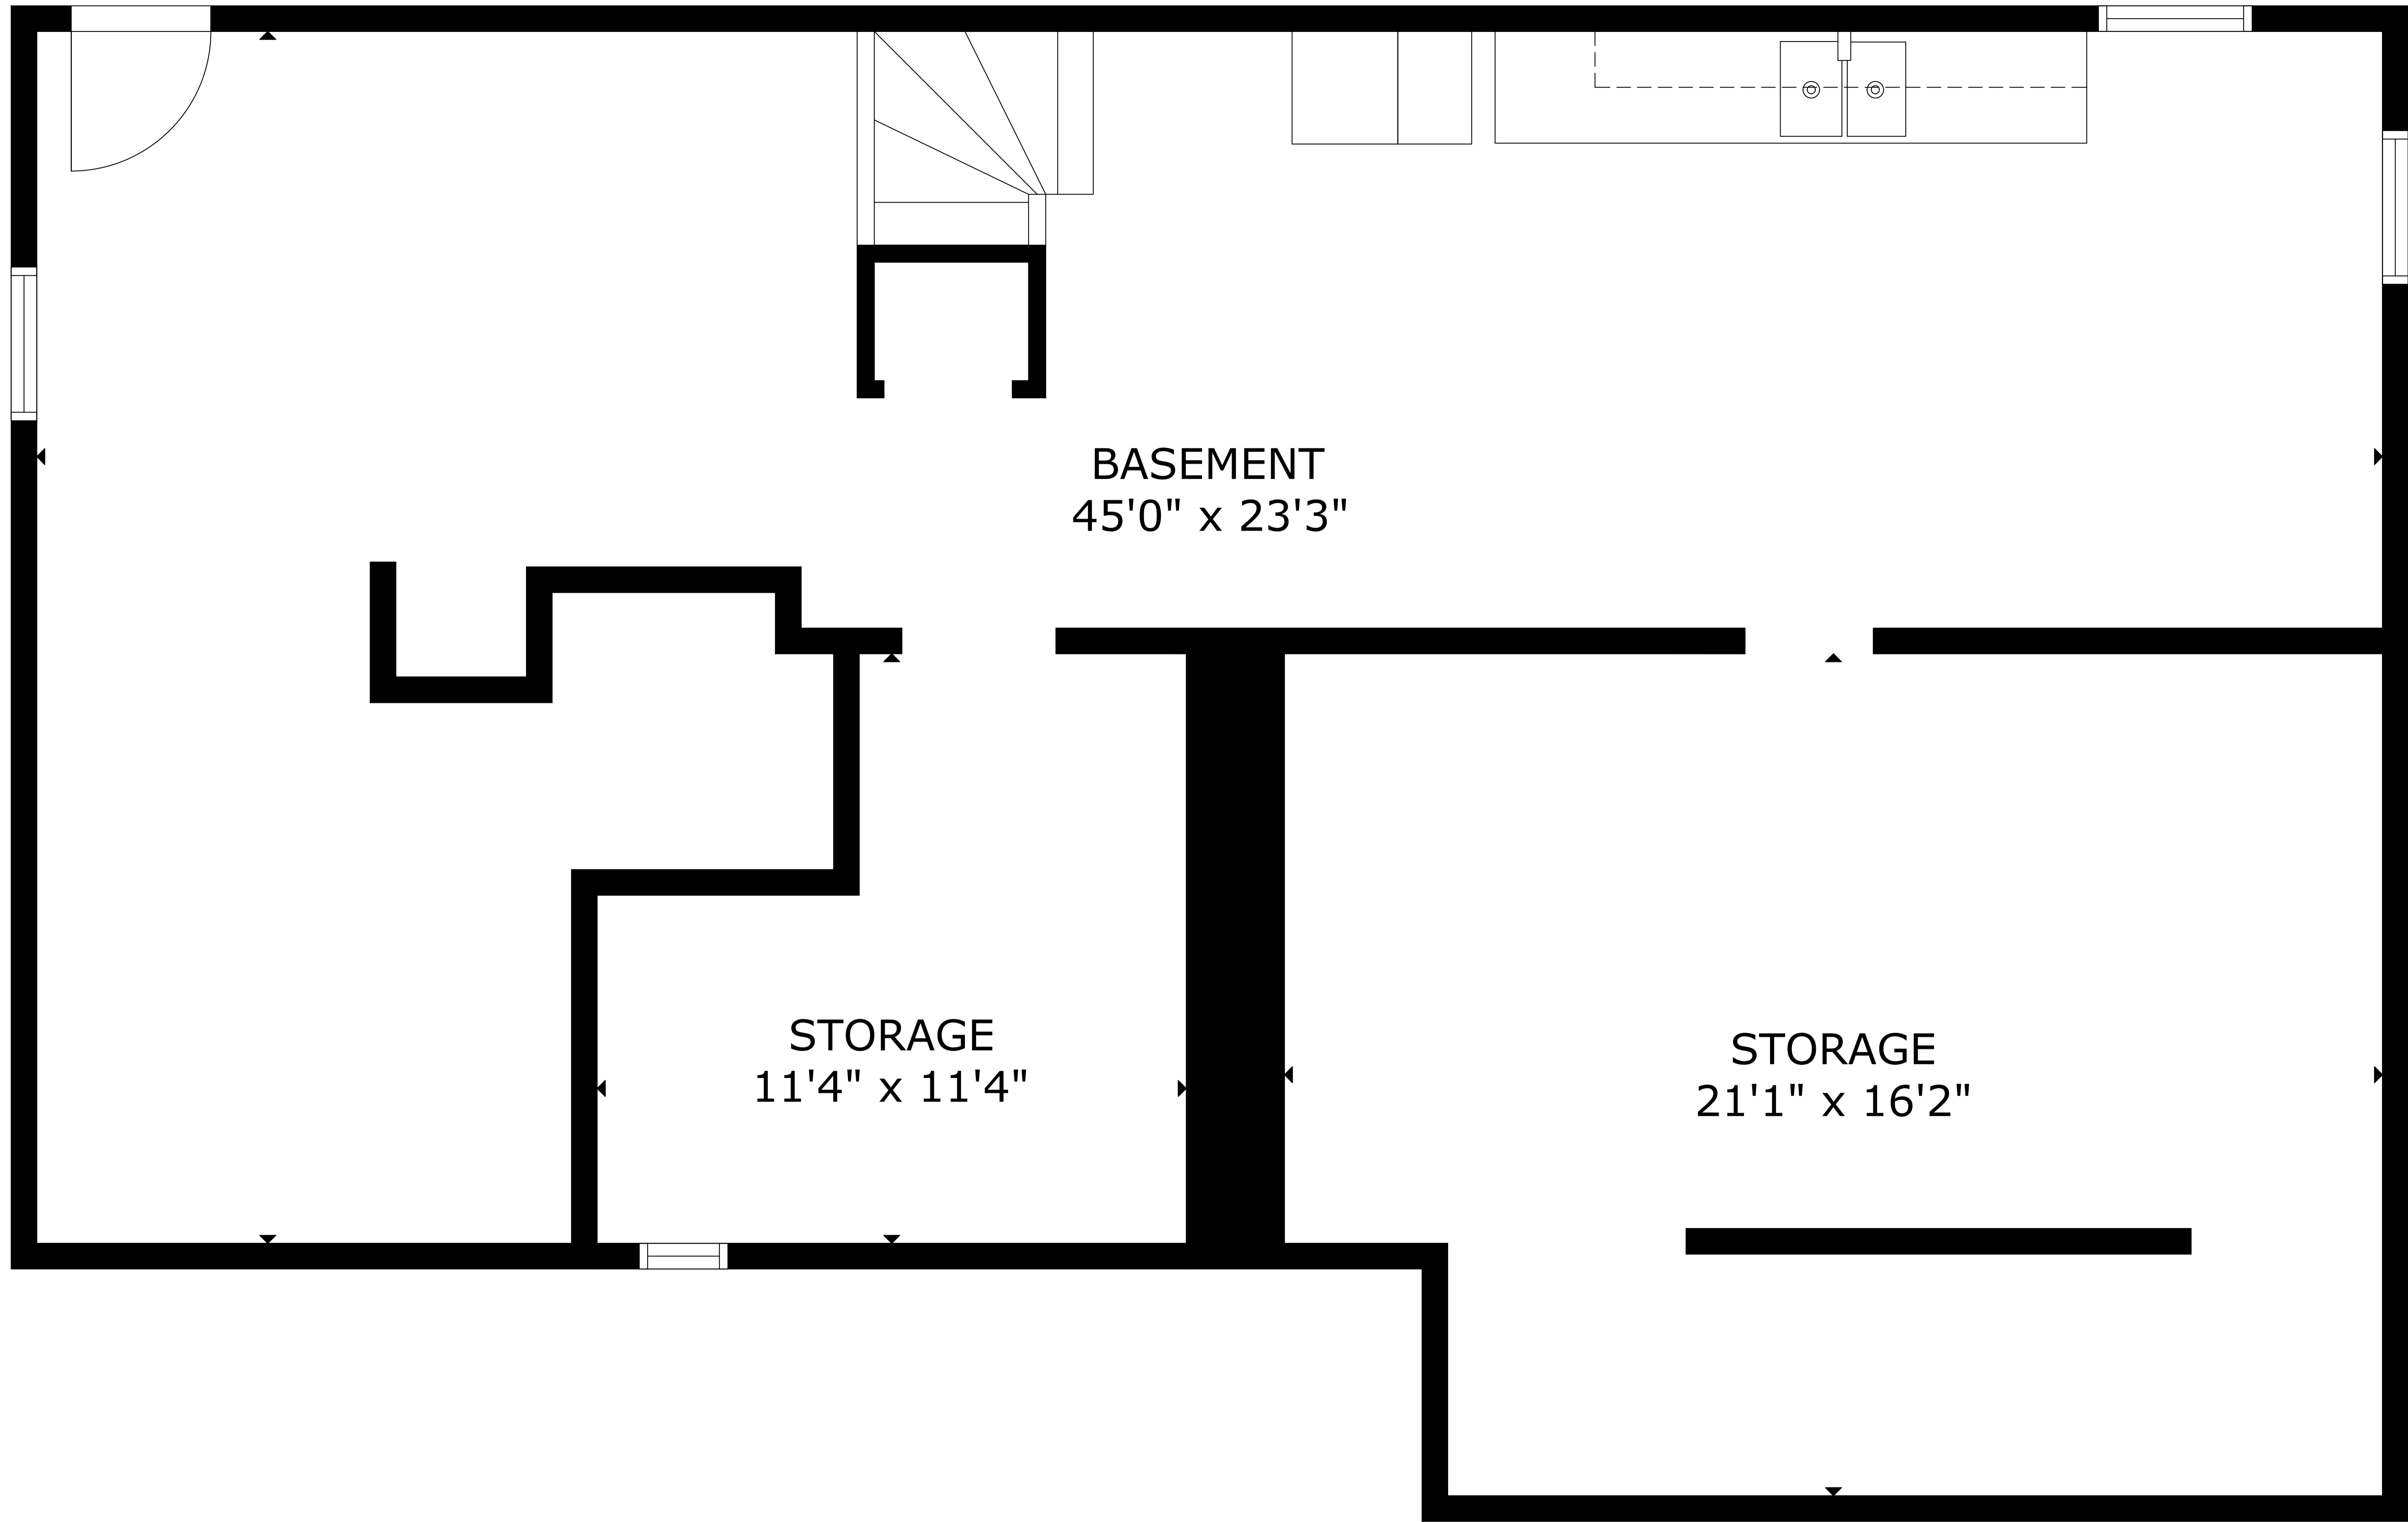 BASEMENT
45'0" x 23'3"
STORAGE
11'4" x 11'4"
STORAGE
21'1" x 16'2"